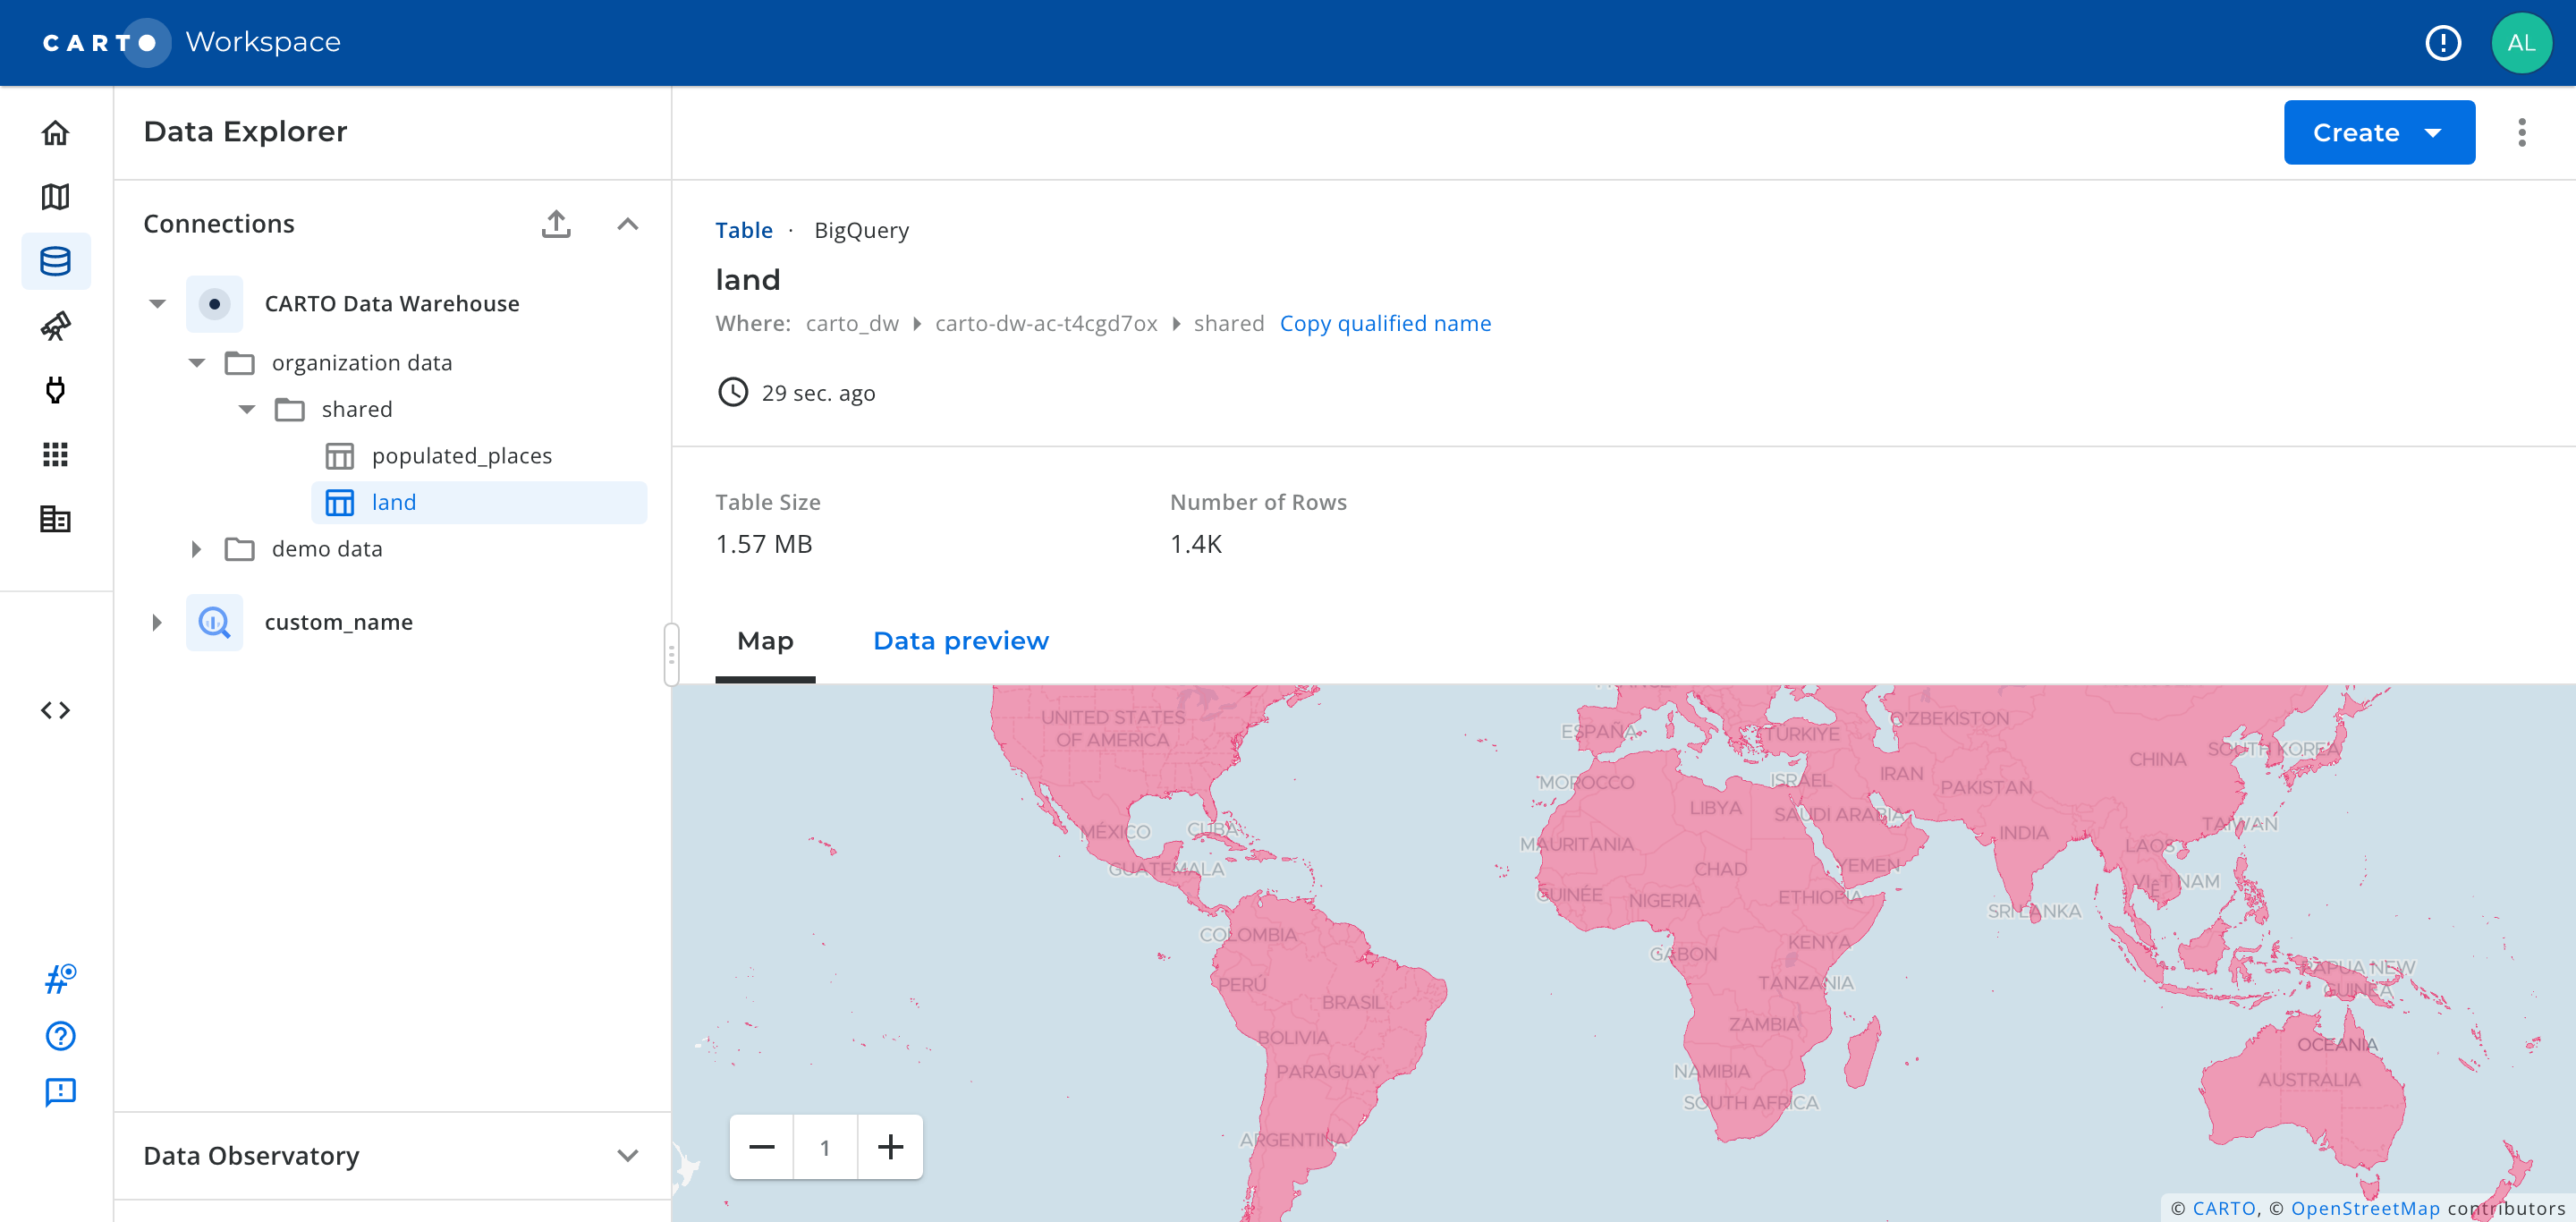 CARTO Workspace
AL
Data Explorer
Create
Connections
CARTO Data Warehouse
organization data
shared
populated_places
land
demo data
custom_name
Data Observatory
Table · BigQuery
land
Where: carto_dw carto-dw-ac-t4cgd7ox shared Copy qualified name
29 sec. ago
Table Size
1.57 MB
Number of Rows
1.4K
Map
Data preview
UNITED STATES
OF AMERICA
MÉXICO
CUBA
GUATEMALA
COLOMBIA
PERÚ
BRASIL
BOLIVIA
PARAGUAY
ARGENTINA
ESPAÑA
TÜRKIYE
O'ZBEKISTON
CHINA
SOUTH KOREA
MOROCCO
ISRAEL
IRAN
PAKISTAN
LIBYA
SAUDI ARABIA
TAIWAN
INDIA
MAURITANIA
LAOS
CHAD
YEMEN
VIỆT NAM
GUINÉE
NIGERIA
ETHIOPIA
SRI LANKA
GABON
KENYA
TANZANIA
PAPUA NEW
GUINEA
ZAMBIA
OCEANIA
NAMIBIA
AUSTRALIA
SOUTH AFRICA
1
© CARTO, © OpenStreetMap contributors